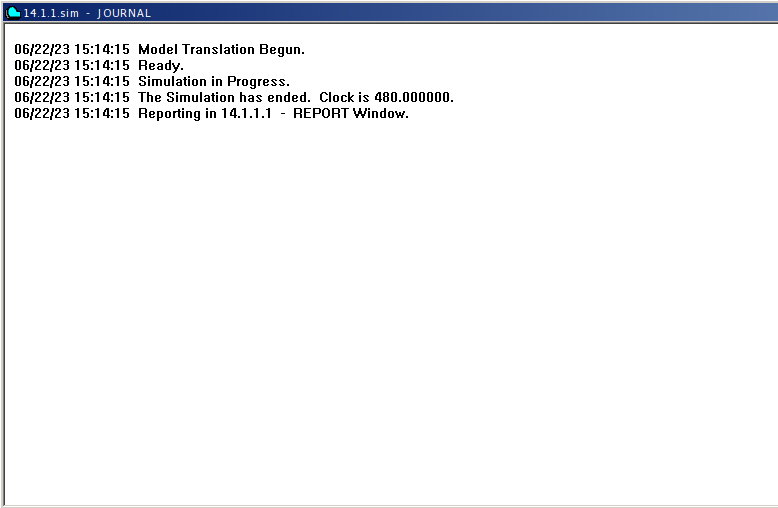 14.1.1.sim - JOURNAL
06/22/23 15:14:15 Model Translation Begun.
06/22/23 15:14:15 Ready.
06/22/23 15:14:15 Simulation in Progress.
06/22/23 15:14:15 The Simulation has ended. Clock is 480.000000.
06/22/23 15:14:15 Reporting in 14.1.1.1 - REPORT Window.